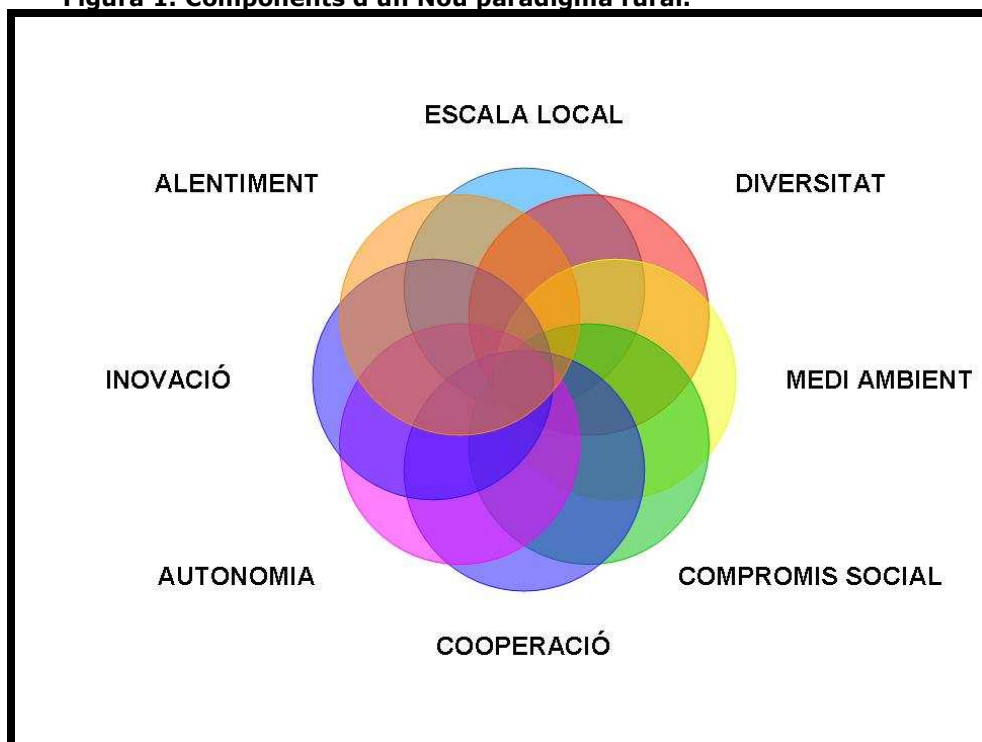 Figura 1. Components d'un Nou paradigma rural.
ESCALA LOCAL
ALENTIMENT
DIVERSITAT
INOVACIÓ
MEDI AMBIENT
AUTONOMIA
COMPROMIS SOCIAL
COOPERACIÓ